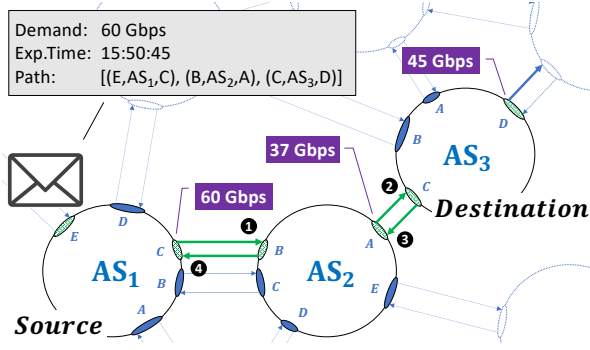 Demand: 60 Gbps
Exp.Time: 15:50:45
Path: [(E,AS1,C), (B,AS2,A), (C,AS3,D)]
45 Gbps
A
D
B
AS3
37 Gbps
C
2
60 Gbps
Destination
D
E
1
A
3
C
B
4
AS1
AS2
B
C
E
A
D
Source